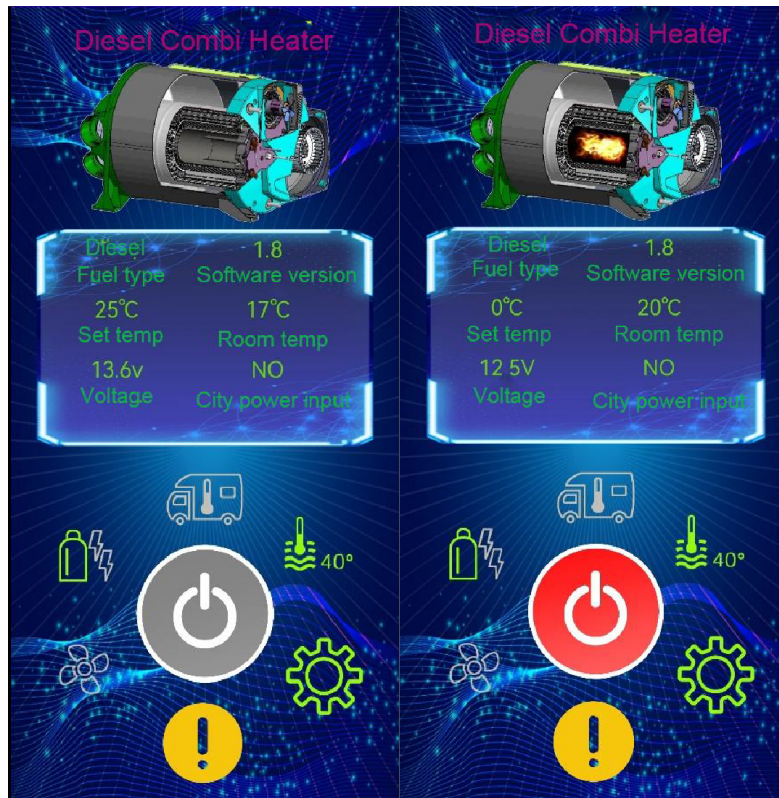 Diesel Combi Heater
Diesel 1.8
Fuel type Software version
25℃ 17℃
Set temp Room temp
13.6v NO
Voltage City power input
40°
Diesel Combi Heater
Diesel 1.8
Fuel type Software version
0℃ 20℃
Set temp Room temp
12 5V NO
Voltage City power input
40°